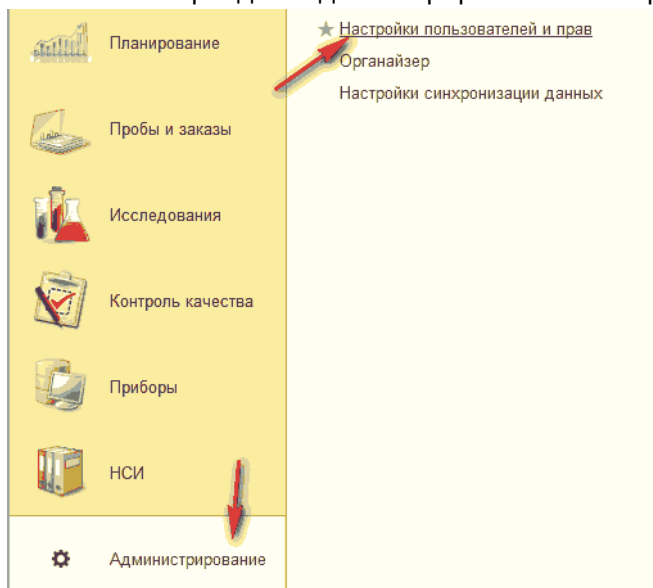 Планирование
Пробы и заказы
Исследования
Контроль качества
Приборы
НСИ
Администрирование
Настройки пользователей и прав
Органайзер
Настройки синхронизации данных